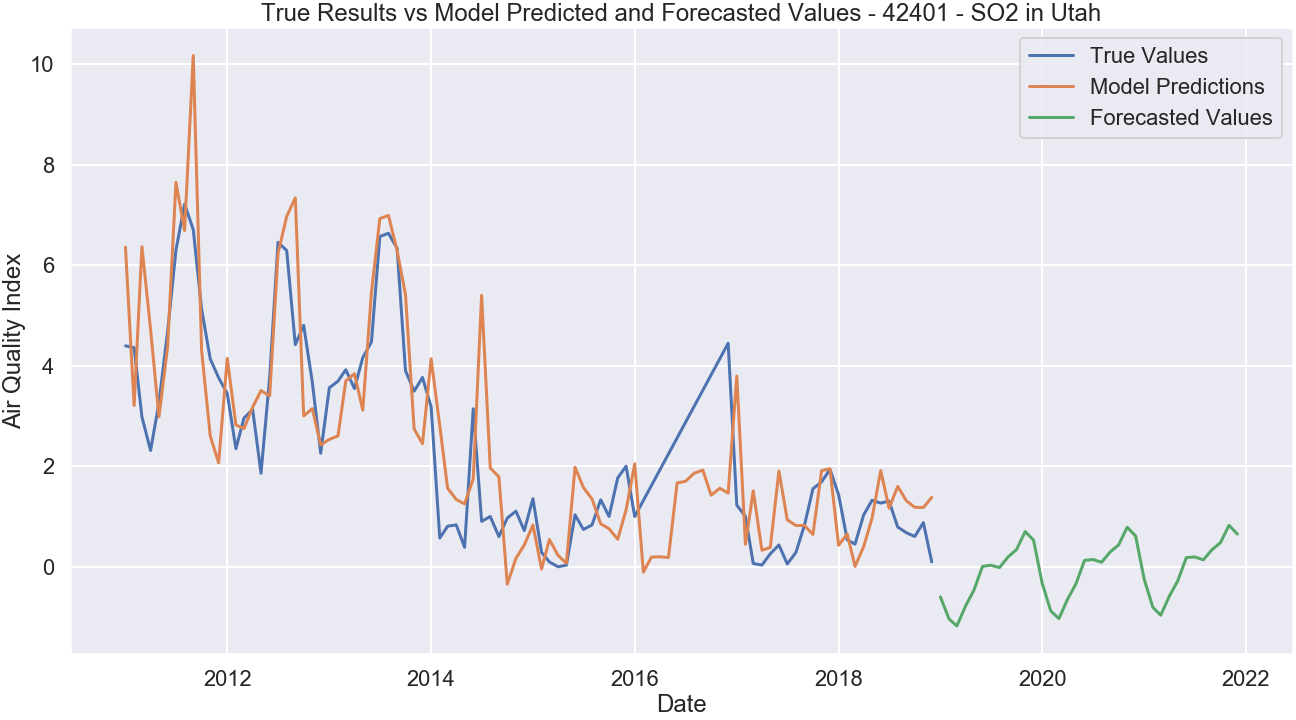 True Results vs Model Predicted and Forecasted Values - 42401 - SO2 in Utah
True Values
Model Predictions
Forecasted Values
Air Quality Index
10
8
6
4
2
0
2012 2014 2016 2018 2020 2022
Date